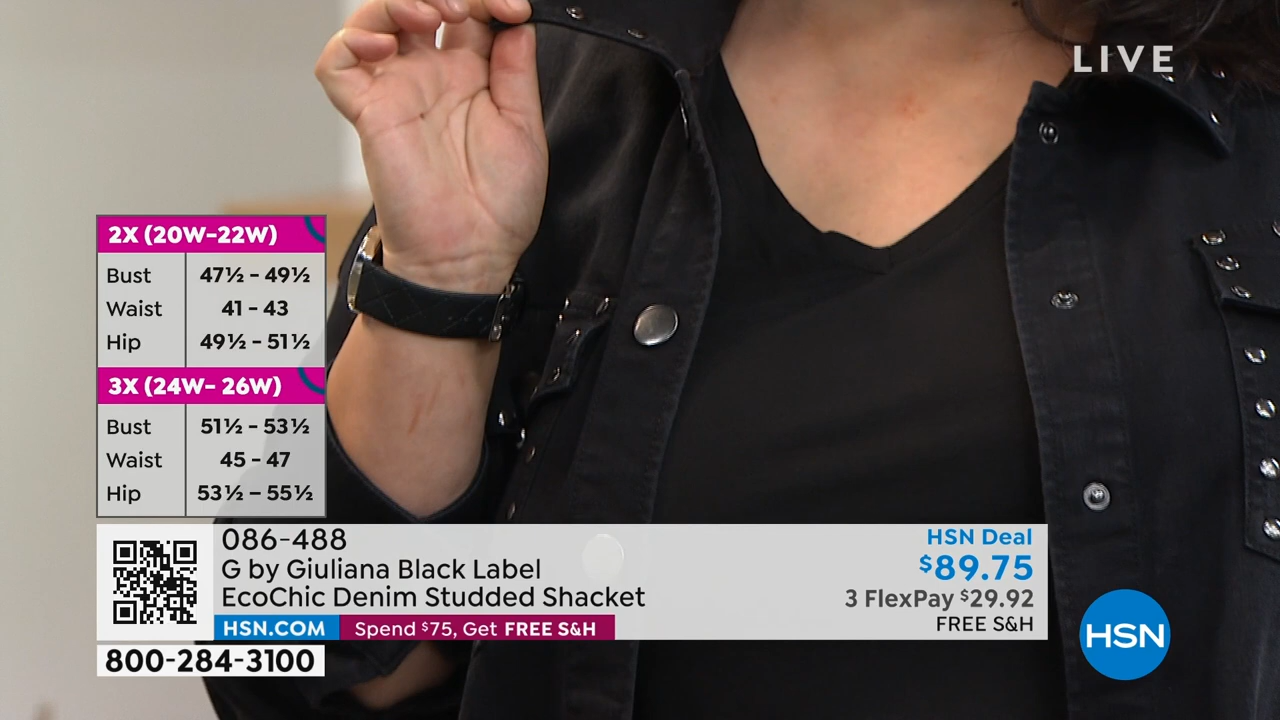 LIVE
2X (20W-22W)
Bust 47½ - 49½
Waist 41 - 43
Hip 49½ - 51½
3X (24W- 26W)
Bust 51½ - 53½
Waist 45 - 47
Hip 53½ - 55½
086-488
G by Giuliana Black Label
EcoChic Denim Studded Shacket
HSN.COM Spend $75, Get FREE S&H
800-284-3100
HSN Deal
$89.75
3 FlexPay $29.92
FREE S&H
HSN